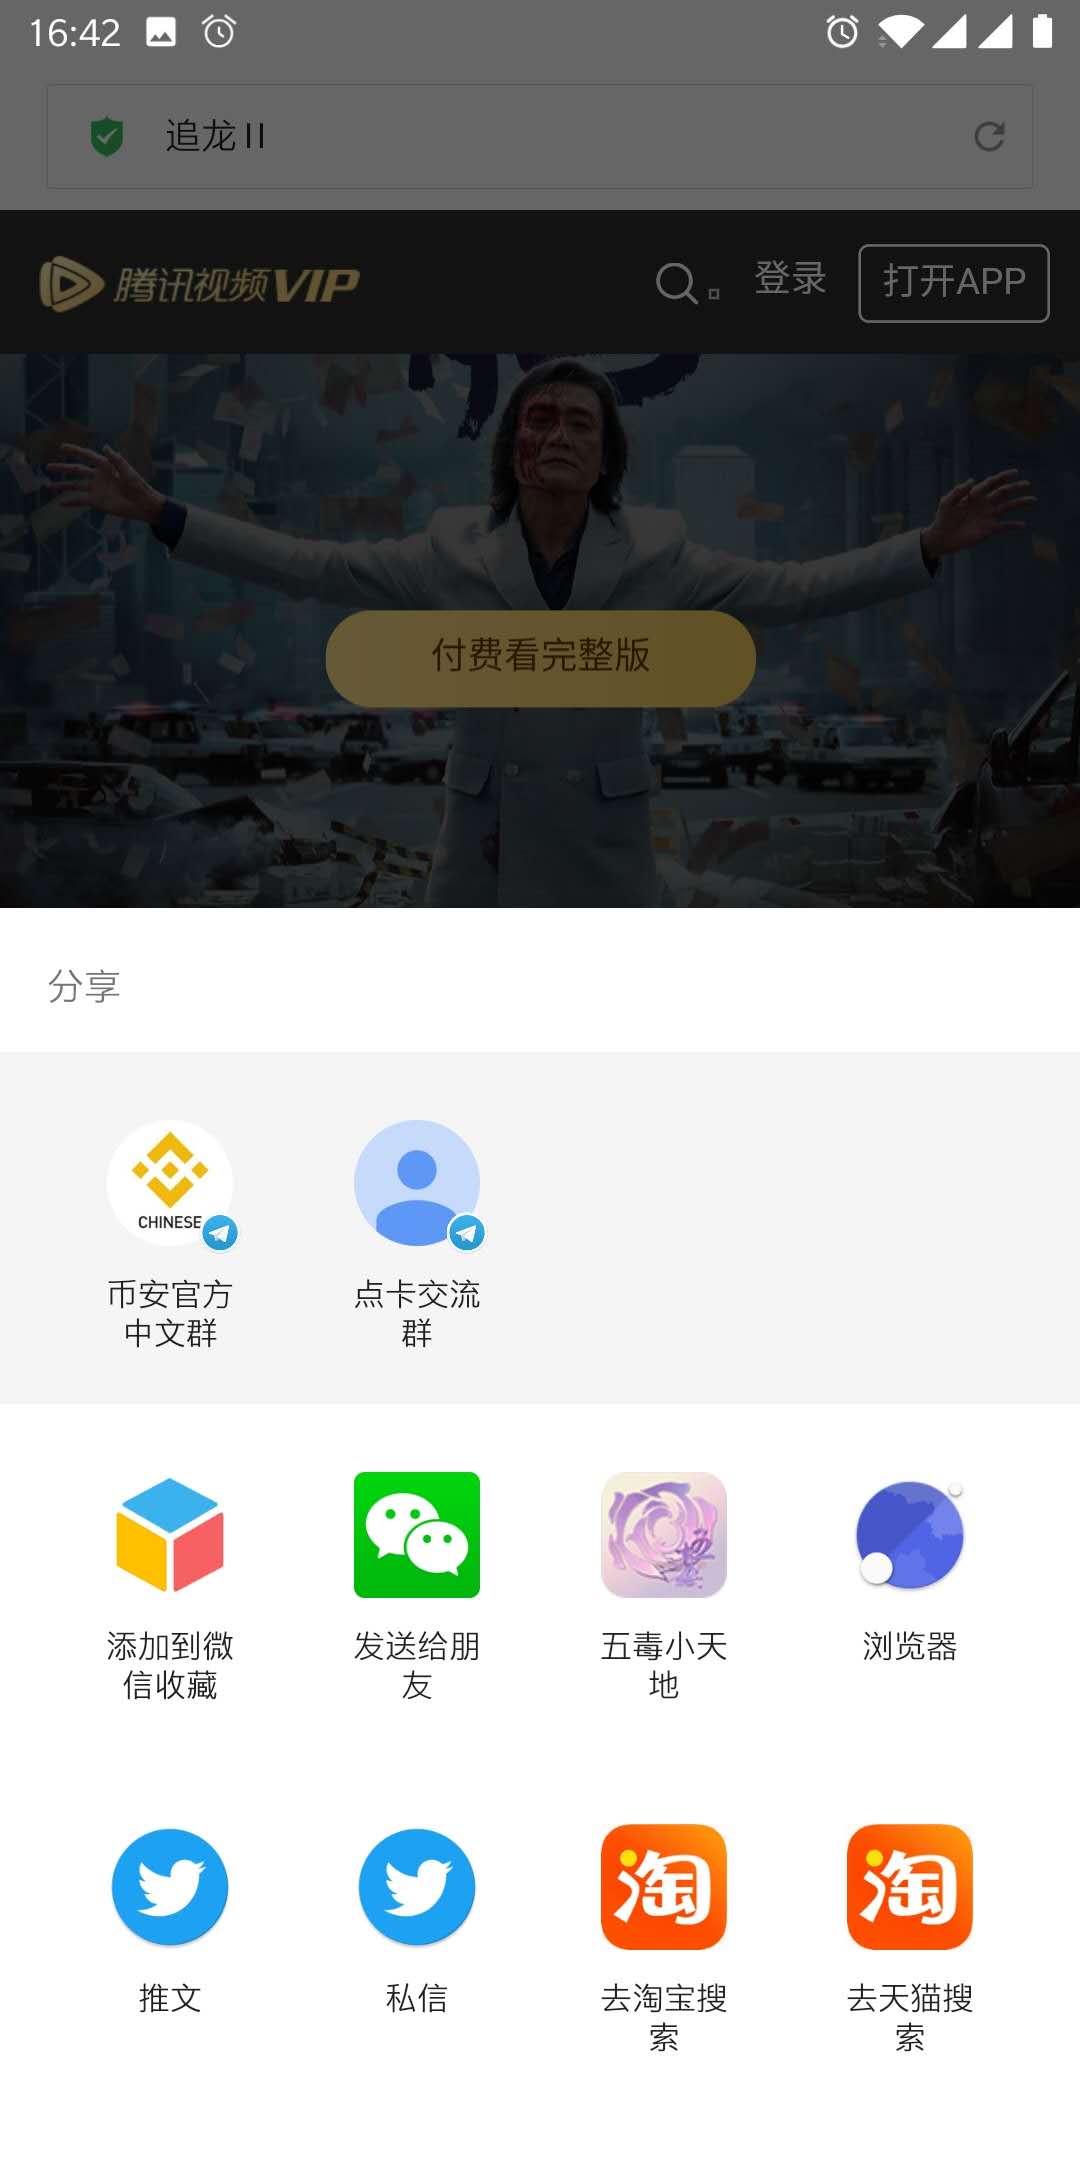 16:42
追龙 II
腾讯视频VIP
登录
打开APP
付费看完整版
分享
CHINESE
币安官方
中文群
点卡交流
群
添加到微
信收藏
发送给朋
友
五毒小天
地
浏览器
淘
淘
推文
私信
去淘宝搜
索
去天猫搜
索